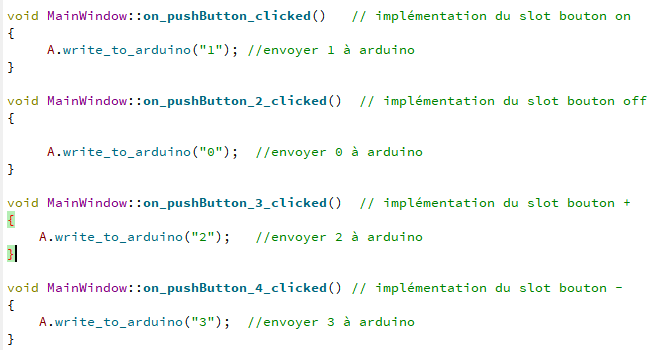 void MainWindow::on_pushButton_clicked()   // implémentation du slot bouton on
{
     A.write_to_arduino("1"); //envoyer 1 à arduino
}
void MainWindow::on_pushButton_2_clicked()  // implémentation du slot bouton off
{
     A.write_to_arduino("0");  //envoyer 0 à arduino
}
void MainWindow::on_pushButton_3_clicked()  // implémentation du slot bouton +
{
    A.write_to_arduino("2");   //envoyer 2 à arduino
}
void MainWindow::on_pushButton_4_clicked() // implémentation du slot bouton -
{
    A.write_to_arduino("3");  //envoyer 3 à arduino
}